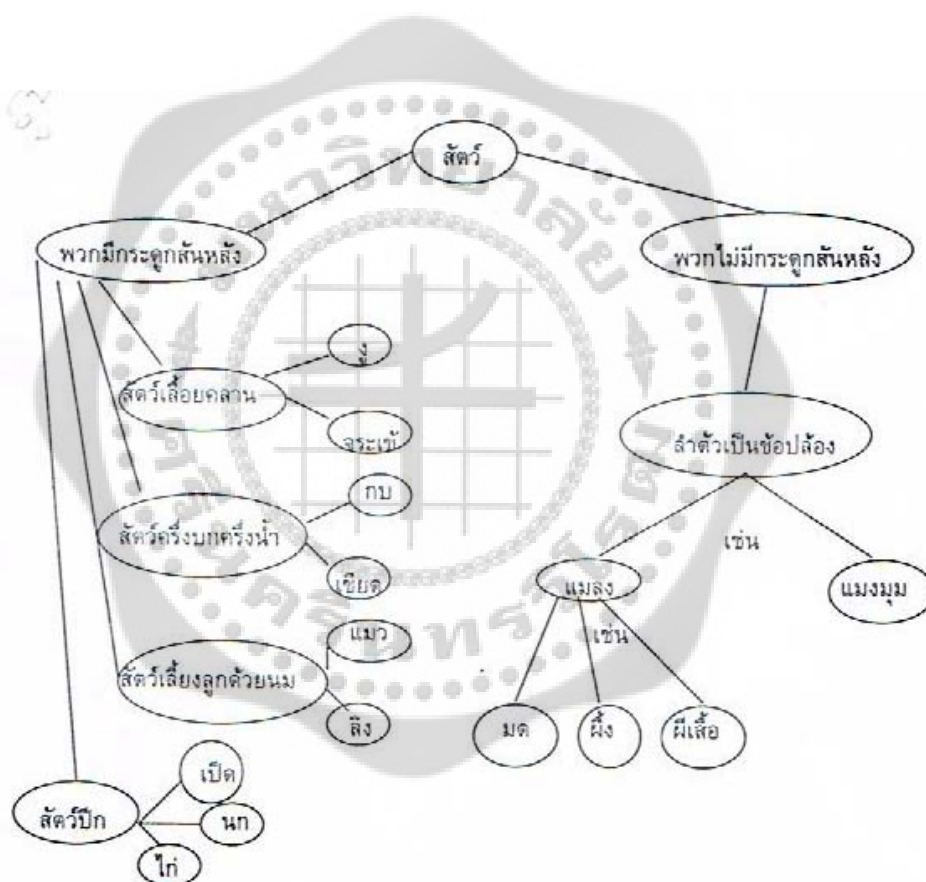 สัตว์
พวกมีกระดูกสันหลัง
พวกไม่มีกระดูกสันหลัง
งู
สัตว์เลื้อยคลาน
จระเข้
ลำตัวเป็นข้อปล้อง
กบ
สัตว์ครึ่งบกครึ่งน้ำ
เขียด
เช่น
แมลง
แมงมุม
แมว
เช่น
สัตว์เลี้ยงลูกด้วยนม
ลิง
มด
ผึ้ง
ผีเสื้อ
เป็ด
สัตว์ปีก
นก
ไก่